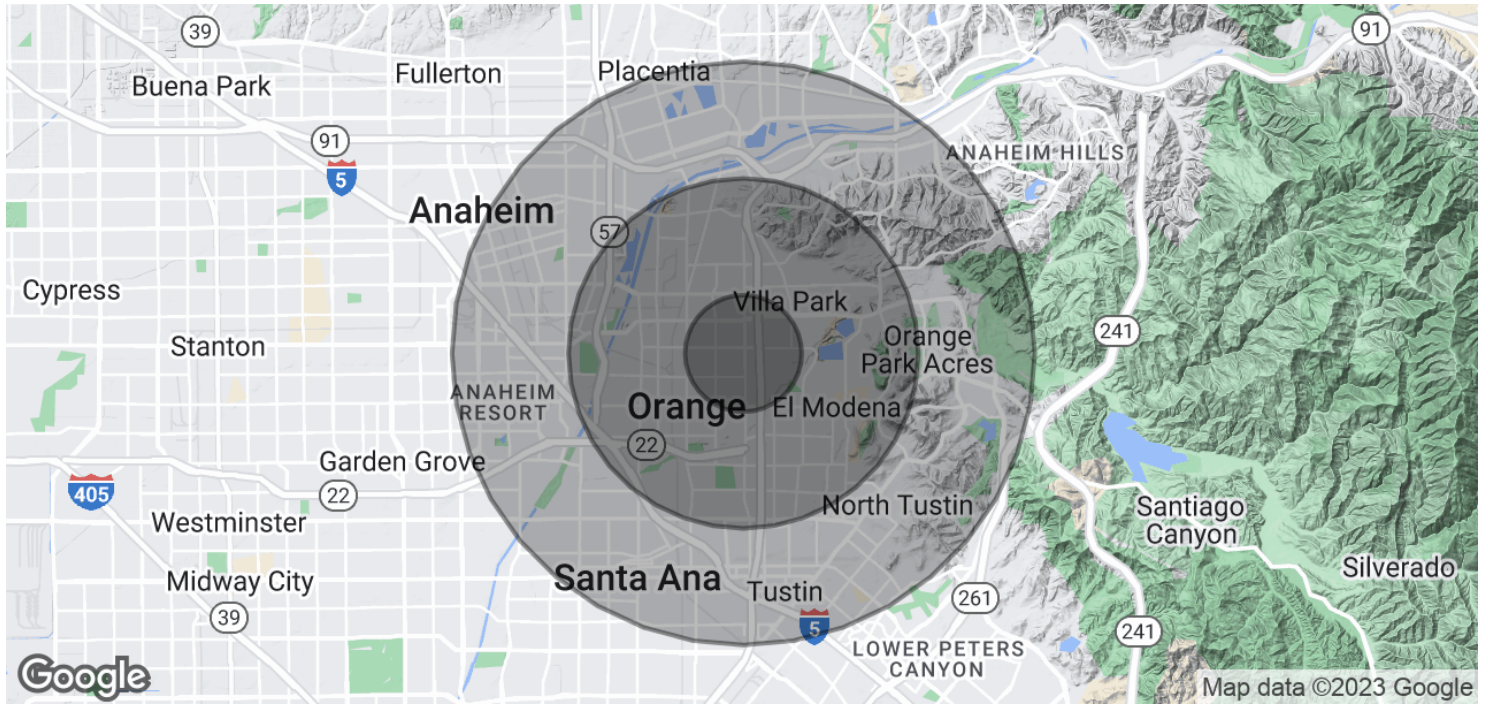 39
91
Fullerton
Placentia
Buena Park
91
ANAHEIM HILLS
5
Anaheim
57
Cypress
Villa Park
241
Stanton
Orange
Park Acres
ANAHEIM
RESORT
Orange
El Modena
22
Garden Grove
405
22
North Tustin
Santiago
Canyon
Westminster
Silverado
Santa Ana
Midway City
Tustin
261
39
5
241
LOWER PETERS
CANYON
Google
Map data ©2023 Google